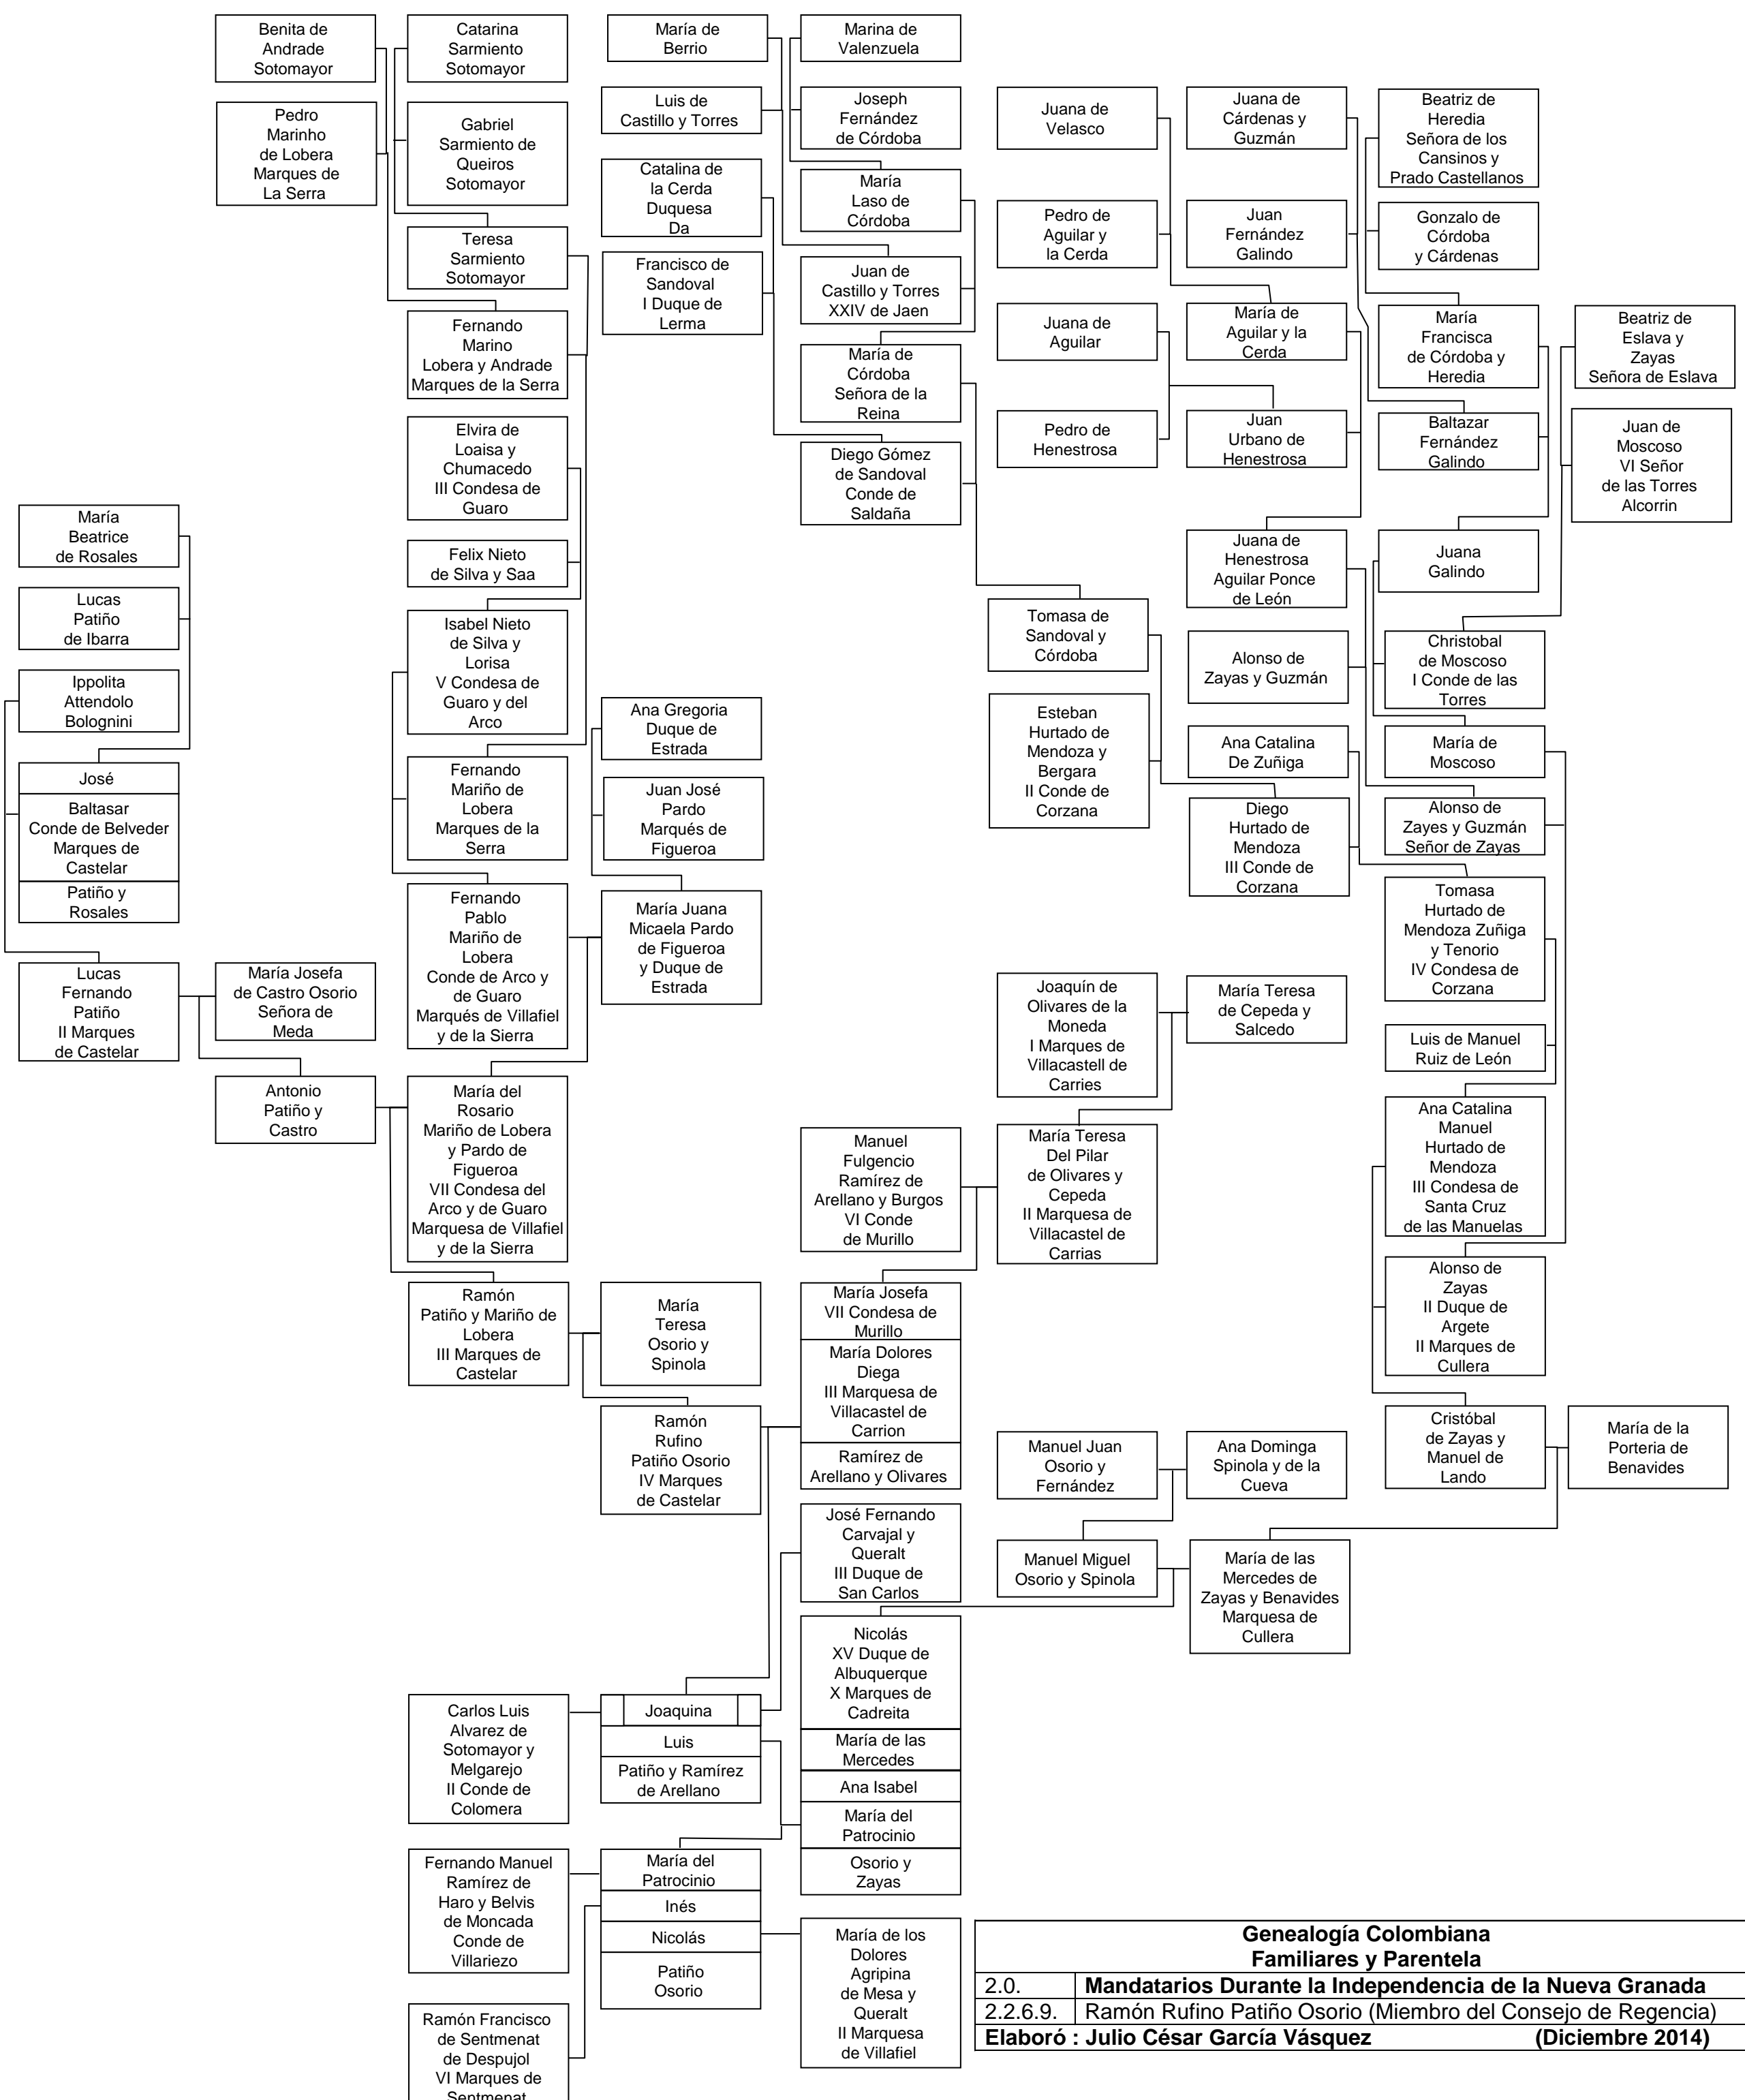 Benita de
Andrade
Sotomayor
Catarina
Sarmiento
Sotomayor
María de
Berrio
Marina de
Valenzuela
Pedro
Marinho
de Lobera
Marques de
La Serra
Gabriel
Sarmiento de
Queiros
Sotomayor
Luis de
Castillo y Torres
Joseph
Fernández
de Córdoba
Juana de
Velasco
Juana de
Cárdenas y
Guzmán
Beatriz de
Heredia
Señora de los
Cansinos y
Prado Castellanos
Catalina de
la Cerda
Duquesa
Da
María
Laso de
Córdoba
Pedro de
Aguilar y
la Cerda
Juan
Fernández
Galindo
Gonzalo de
Córdoba
y Cárdenas
Teresa
Sarmiento
Sotomayor
Francisco de
Sandoval
I Duque de
Lerma
Juan de
Castillo y Torres
XXIV de Jaen
Fernando
Marino
Lobera y Andrade
Marques de la Serra
Juana de
Aguilar
María de
Aguilar y la
Cerda
María
Francisca
de Córdoba y
Heredia
Beatriz de
Eslava y
Zayas
Señora de Eslava
María de
Córdoba
Señora de la
Reina
Elvira de
Loaisa y
Chumacedo
III Condesa de
Guaro
Pedro de
Henestrosa
Juan
Urbano de
Henestrosa
Baltazar
Fernández
Galindo
Juan de
Moscoso
VI Señor
de las Torres
Alcorrin
Diego Gómez
de Sandoval
Conde de
Saldaña
María
Beatrice
de Rosales
Felix Nieto
de Silva y Saa
Juana de
Henestrosa
Aguilar Ponce
de León
Juana
Galindo
Lucas
Patiño
de Ibarra
Isabel Nieto
de Silva y
Lorisa
V Condesa de
Guaro y del
Arco
Tomasa de
Sandoval y
Córdoba
Alonso de
Zayas y Guzmán
Christobal
de Moscoso
I Conde de las
Torres
Ippolita
Attendolo
Bolognini
Ana Gregoria
Duque de
Estrada
Esteban
Hurtado de
Mendoza y
Bergara
II Conde de
Corzana
Ana Catalina
De Zuñiga
María de
Moscoso
José
Baltasar
Conde de Belveder
Marques de
Castelar
Patiño y
Rosales
Fernando
Mariño de
Lobera
Marques de la
Serra
Juan José
Pardo
Marqués de
Figueroa
Diego
Hurtado de
Mendoza
III Conde de
Corzana
Alonso de
Zayes y Guzmán
Señor de Zayas
Fernando
Pablo
Mariño de
Lobera
Conde de Arco y
de Guaro
Marqués de Villafiel
y de la Sierra
María Juana
Micaela Pardo
de Figueroa
y Duque de
Estrada
Tomasa
Hurtado de
Mendoza Zuñiga
y Tenorio
IV Condesa de
Corzana
Lucas
Fernando
Patiño
II Marques
de Castelar
María Josefa
de Castro Osorio
Señora de
Meda
Joaquín de
Olivares de la
Moneda
I Marques de
Villacastell de
Carries
María Teresa
de Cepeda y
Salcedo
Luis de Manuel
Ruiz de León
Antonio
Patiño y
Castro
María del
Rosario
Mariño de Lobera
y Pardo de
Figueroa
VII Condesa del
Arco y de Guaro
Marquesa de Villafiel
y de la Sierra
Manuel
Fulgencio
Ramírez de
Arellano y Burgos
VI Conde
de Murillo
María Teresa
Del Pilar
de Olivares y
Cepeda
II Marquesa de
Villacastel de
Carrias
Ana Catalina
Manuel
Hurtado de
Mendoza
III Condesa de
Santa Cruz
de las Manuelas
Ramón
Patiño y Mariño de
Lobera
III Marques de
Castelar
María
Teresa
Osorio y
Spinola
María Josefa
VII Condesa de
Murillo
María Dolores
Diega
III Marquesa de
Villacastel de
Carrion
Ramírez de
Arellano y Olivares
Alonso de
Zayas
II Duque de
Argete
II Marques de
Cullera
Ramón
Rufino
Patiño Osorio
IV Marques
de Castelar
Manuel Juan
Osorio y
Fernández
Ana Dominga
Spinola y de la
Cueva
Cristóbal
de Zayas y
Manuel de
Lando
María de la
Porteria de
Benavides
José Fernando
Carvajal y
Queralt
III Duque de
San Carlos
Manuel Miguel
Osorio y Spinola
María de las
Mercedes de
Zayas y Benavides
Marquesa de
Cullera
Nicolás
XV Duque de
Albuquerque
X Marques de
Cadreita
María de las
Mercedes
Ana Isabel
María del
Patrocinio
Osorio y
Zayas
Carlos Luis
Alvarez de
Sotomayor y
Melgarejo
II Conde de
Colomera
Joaquina
Luis
Patiño y Ramírez
de Arellano
Fernando Manuel
Ramírez de
Haro y Belvis
de Moncada
Conde de
Villariezo
María del
Patrocinio
Inés
Nicolás
Patiño
Osorio
María de los
Dolores
Agripina
de Mesa y
Queralt
II Marquesa
de Villafiel
Ramón Francisco
de Sentmenat
de Despujol
VI Marques de
Sentmenat
Genealogía Colombiana
Familiares y Parentela
2.0. Mandatarios Durante la Independencia de la Nueva Granada
2.2.6.9. Ramón Rufino Patiño Osorio (Miembro del Consejo de Regencia)
Elaboró : Julio César García Vásquez (Diciembre 2014)